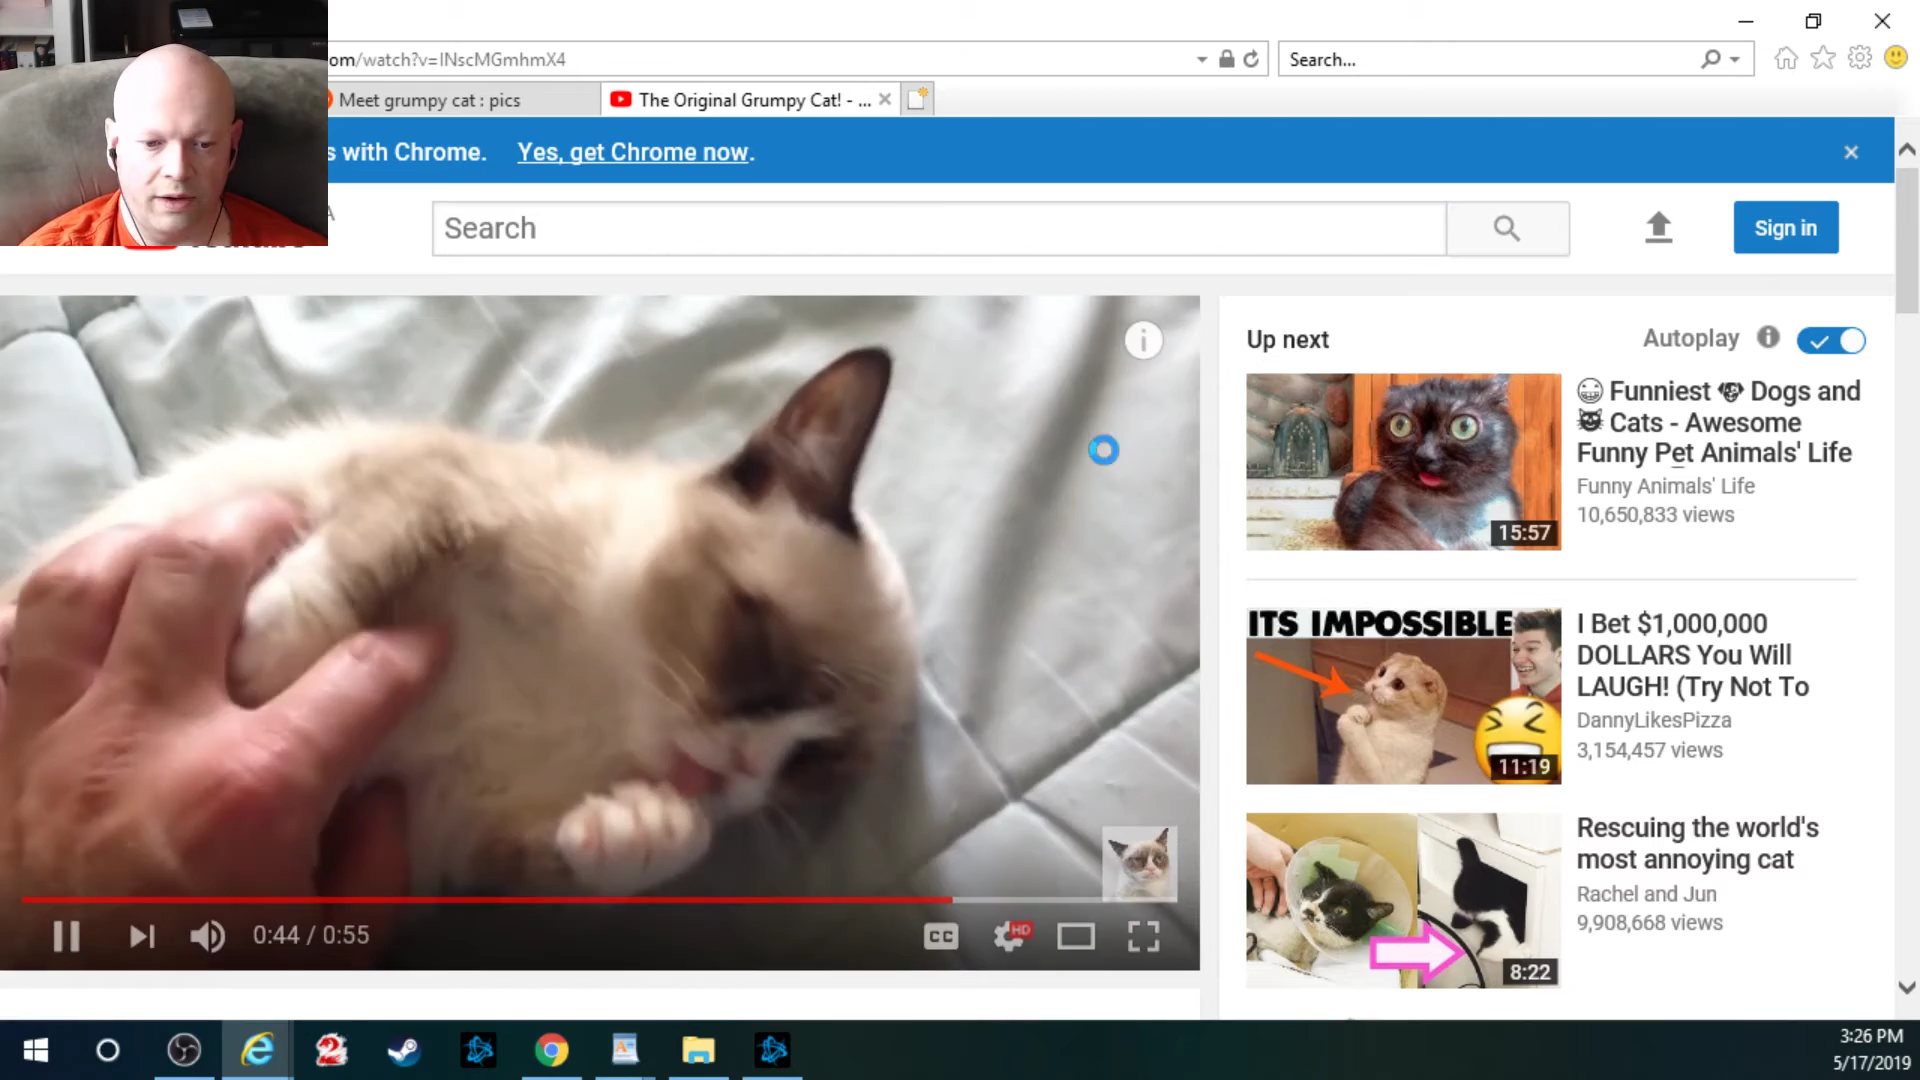 om/watch?v=INscMGmhmX4
Search...
Meet grumpy cat : pics
The Original Grumpy Cat! - ...
s with Chrome. Yes, get Chrome now.
A
Search
Sign in
Up next
Autoplay
Funniest Dogs and
Cats - Awesome
Funny Pet Animals' Life
Funny Animals' Life
10,650,833 views
15:57
ITS IMPOSSIBLE
I Bet $1,000,000
DOLLARS You Will
LAUGH! (Try Not To
DannyLikesPizza
3,154,457 views
11:19
Rescuing the world's
most annoying cat
Rachel and Jun
9,908,668 views
8:22
0:44 / 0:55
CC
HD
3:26 PM
5/17/2019